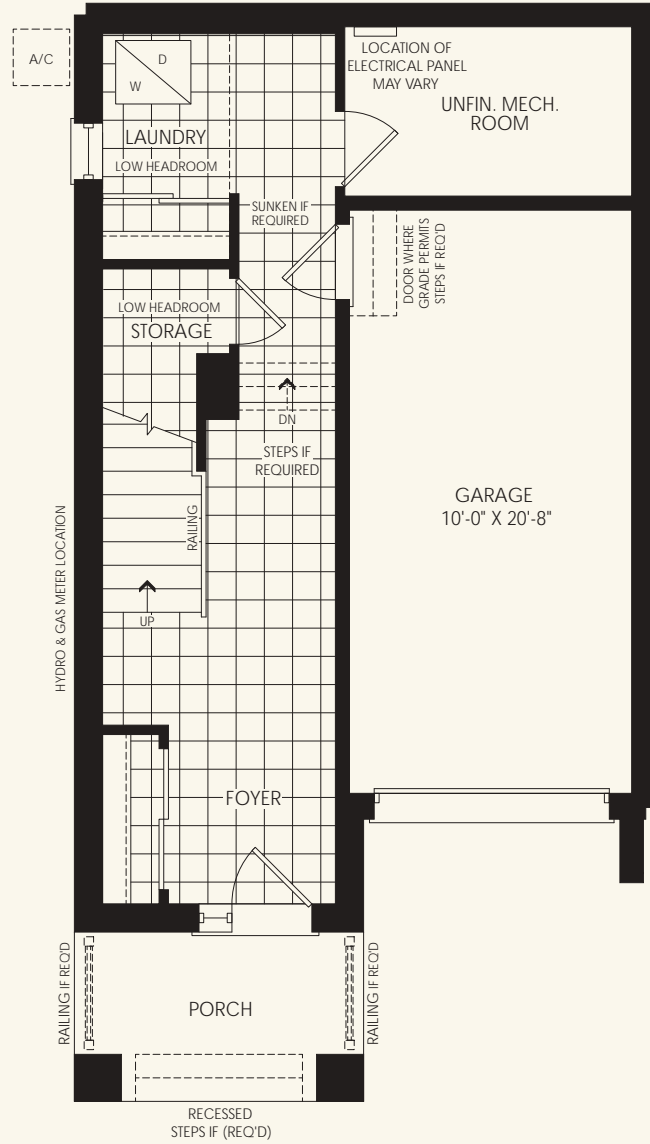 A/C
D
W
LOCATION OF
ELECTRICAL PANEL
MAY VARY
UNFIN. MECH.
ROOM
LAUNDRY
LOW HEADROOM
SUNKEN IF
REQUIRED
DOOR WHERE
GRADE PERMITS
STEPS IF REQ'D
LOW HEADROOM
STORAGE
DN
STEPS IF
REQUIRED
GARAGE
10'-0" X 20'-8"
RAILING
HYDRO & GAS METER LOCATION
UP
FOYER
RAILING IF REQ'D
PORCH
RAILING IF REQ'D
RECESSED
STEPS IF (REQ'D)